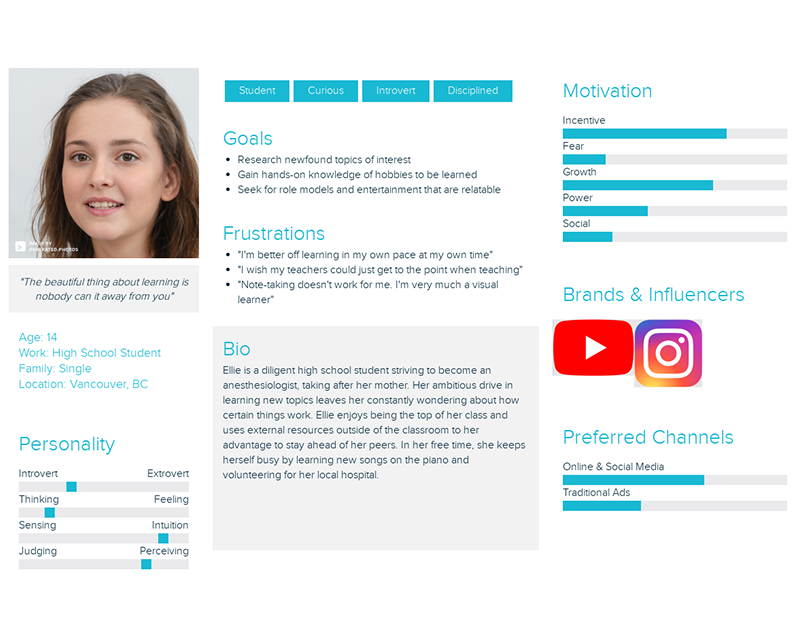 MADE BY
GENERATED.PHOTOS
"The beautiful thing about learning is
nobody can it away from you"
Age: 14
Work: High School Student
Family: Single
Location: Vancouver, BC
Personality
Introvert Extrovert
Thinking Feeling
Sensing Intuition
Judging Perceiving
Student Curious Introvert Disciplined
Goals
• Research newfound topics of interest
• Gain hands-on knowledge of hobbies to be learned
• Seek for role models and entertainment that are relatable
Frustrations
• "I'm better off learning in my own pace at my own time"
• "I wish my teachers could just get to the point when teaching"
• "Note-taking doesn't work for me. I'm very much a visual
learner"
Bio
Ellie is a diligent high school student striving to become an
anesthesiologist, taking after her mother. Her ambitious drive in
learning new topics leaves her constantly wondering about how
certain things work. Ellie enjoys being the top of her class and
uses external resources outside of the classroom to her
advantage to stay ahead of her peers. In her free time, she keeps
herself busy by learning new songs on the piano and
volunteering for her local hospital.
Motivation
Incentive
Fear
Growth
Power
Social
Brands & Influencers
Preferred Channels
Online & Social Media
Traditional Ads